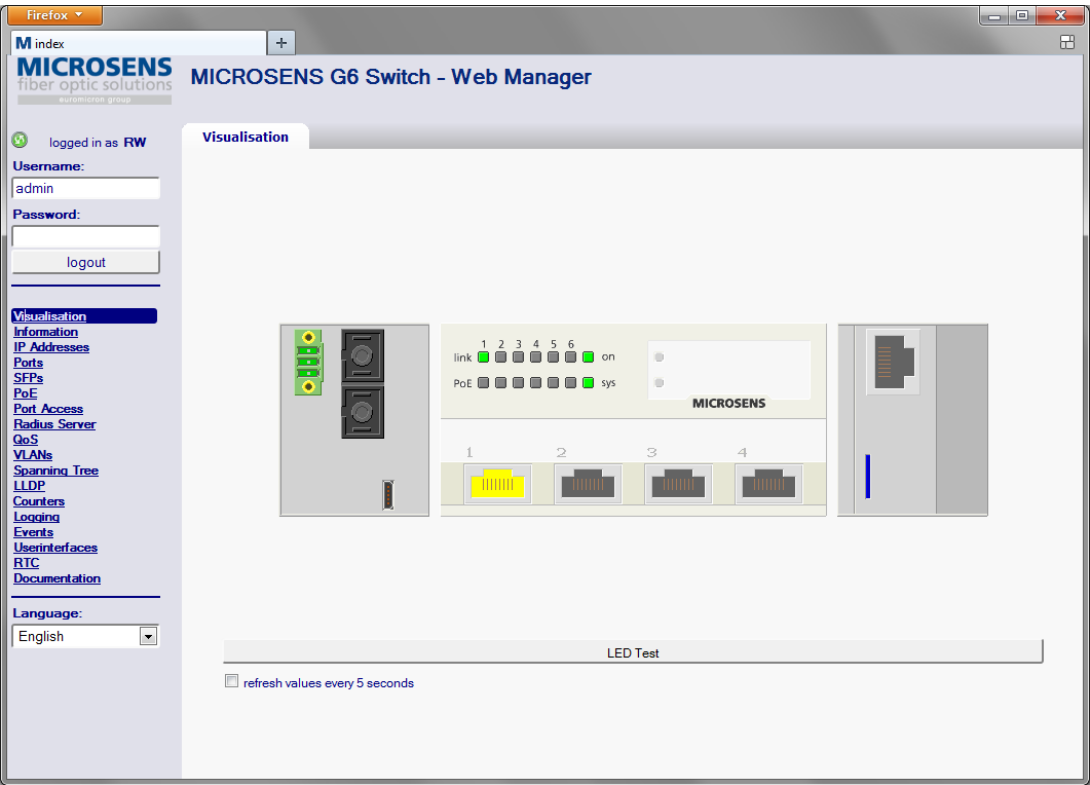 Firefox
M index
MICROSENS
fiber optic solutions
euromicron group
MICROSENS G6 Switch - Web Manager
logged in as RW
Visualisation
Username:
admin
Password:
logout
Visualisation
Information
IP Addresses
Ports
SFPs
PoE
Port Access
Radius Server
QoS
VLANs
Spanning Tree
LLDP
Counters
Logging
Events
Userinterfaces
RTC
Documentation
Language:
English
1 2 3 4 5 6
link on
PoE sys
MICROSENS
1 2 3 4
LED Test
refresh values every 5 seconds